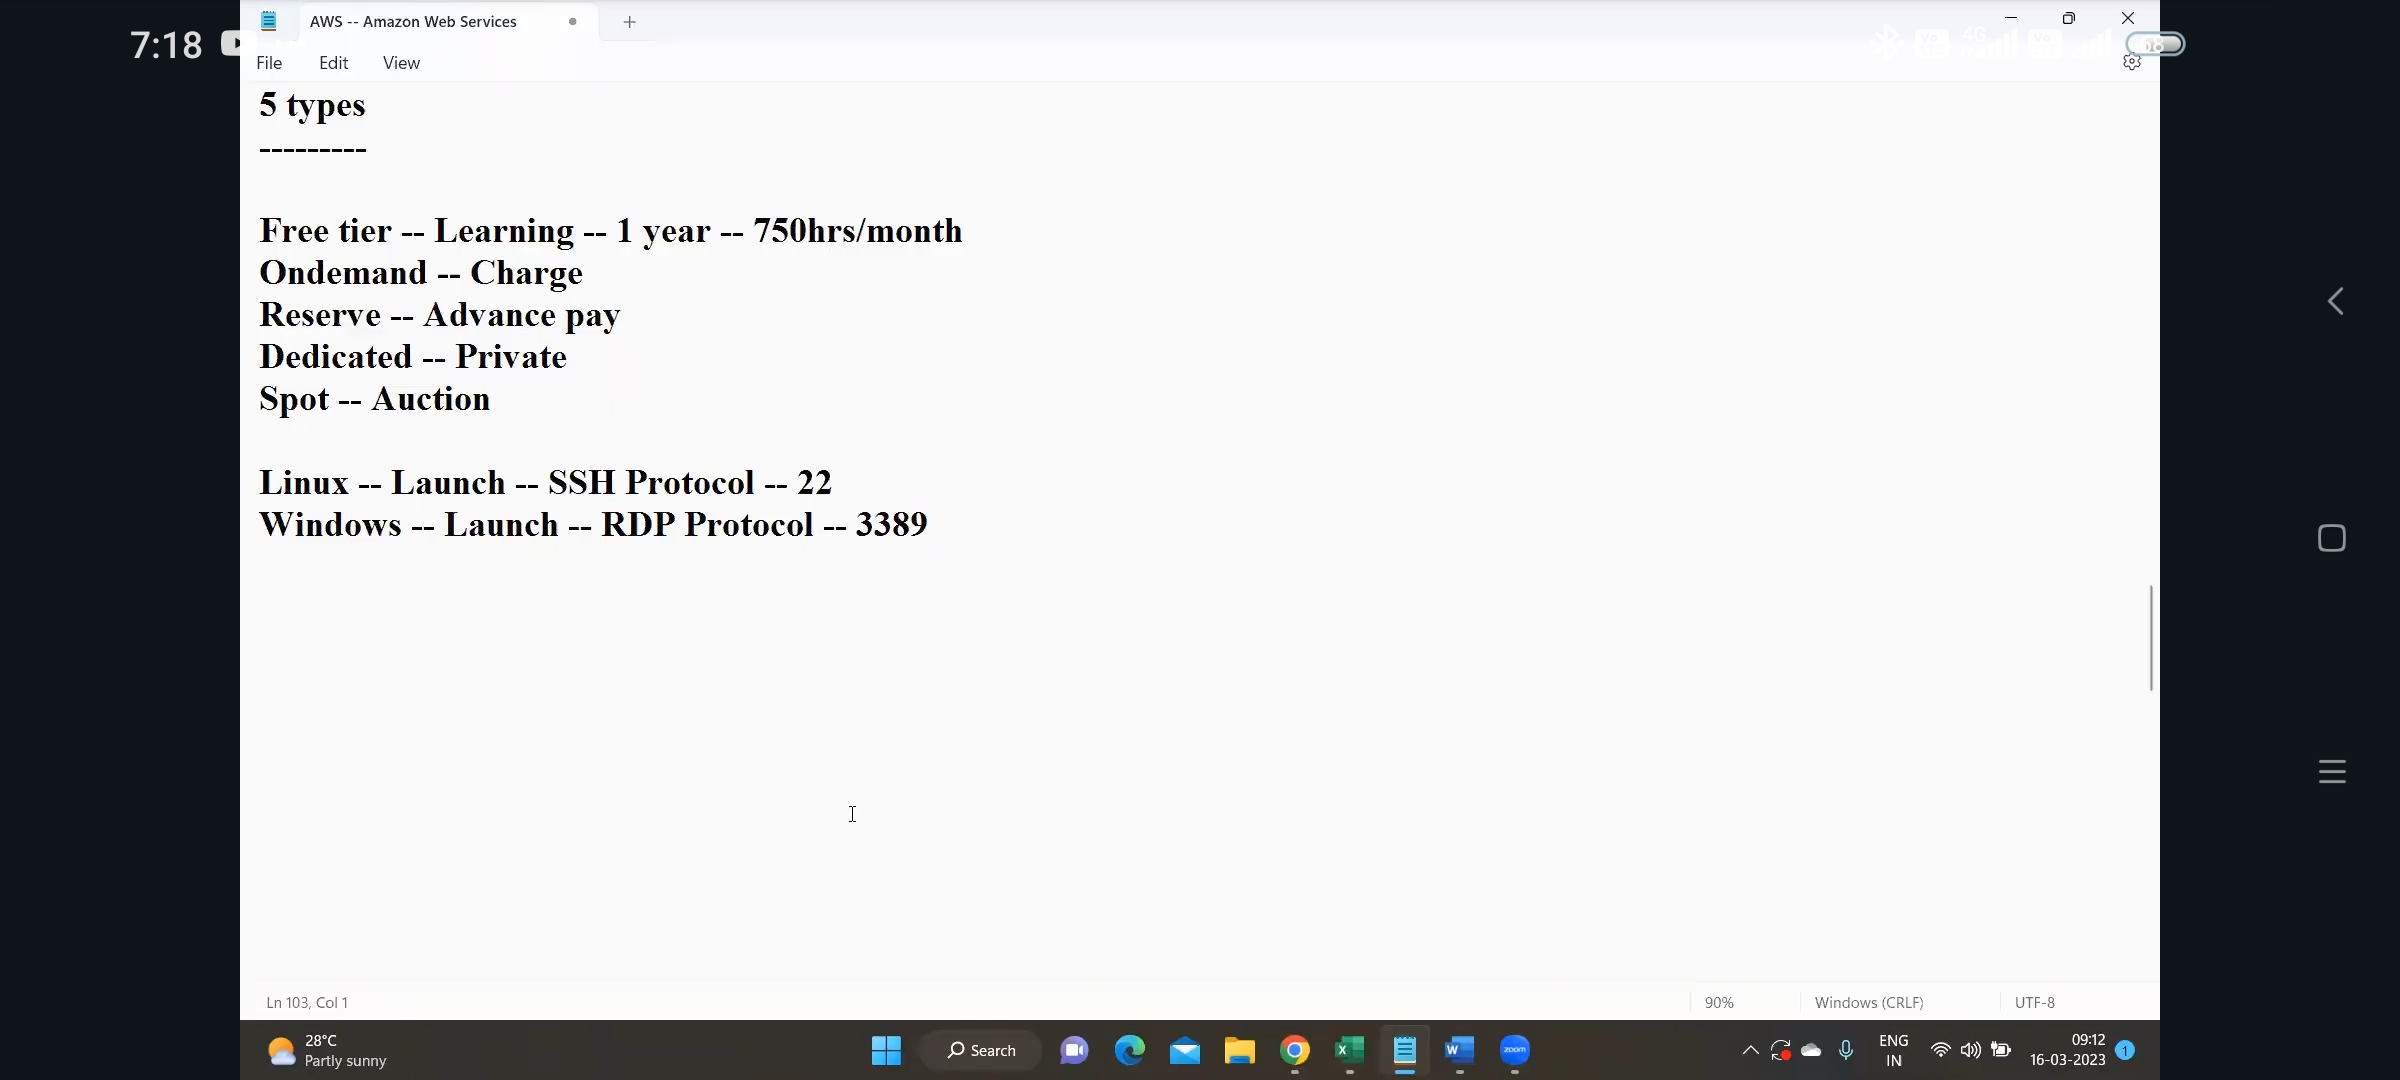 AWS -- Amazon Web Services
7:18
File Edit View
5 types
---------
Free tier -- Learning -- 1 year -- 750hrs/month
Ondemand -- Charge
Reserve -- Advance pay
Dedicated -- Private
Spot -- Auction
Linux -- Launch -- SSH Protocol -- 22
Windows -- Launch -- RDP Protocol -- 3389
Ln 103, Col 1 90% Windows (CRLF) UTF-8
28°C
Partly sunny
Search
W
zoom
ENG
IN
09:12
16-03-2023
1